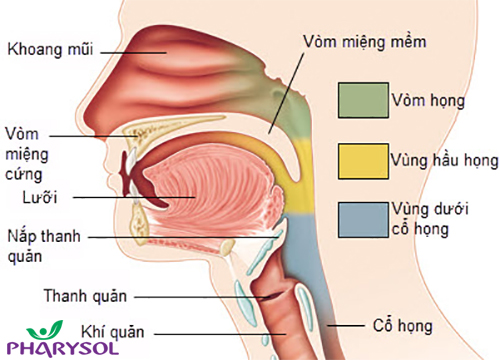 Khoang mũi
Vòm miệng mềm
Vòm họng
Vòm
miệng
cứng
Vùng hầu họng
Lưỡi
Vùng dưới
cổ họng
Nắp thanh
quản
Thanh quản
Khí quản
Cổ họng
PHARYSOL